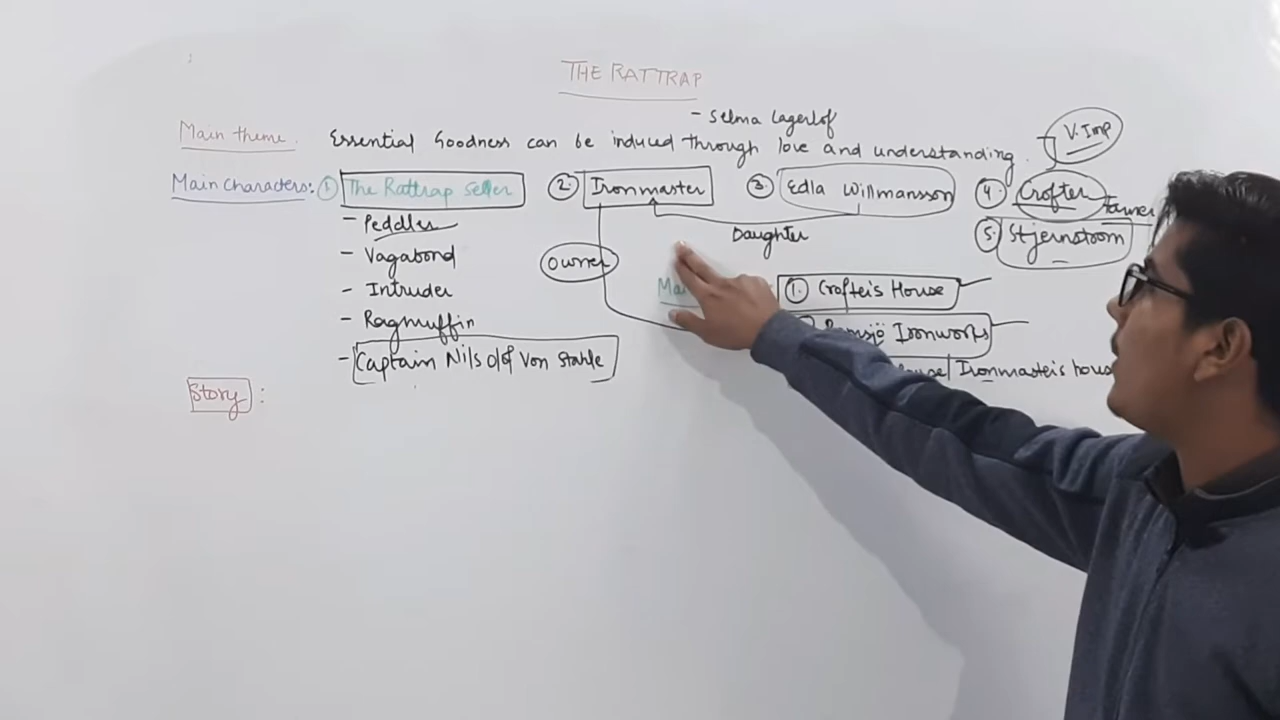 THE RATTRAP
- Selma Lagerlof
Main theme. Essential Goodness can be induced through love and understanding. V. Imp
Main Characters: ① The Rattrap Seller ② Ironmaster ③ Edla Willmansson ④ Crofter
Farmer
- Peddler Daughter ⑤ Stjernstoom
- Vagabond Owner
- Intruder ① Crofter's House
- Ragmuffin Ironworks
- Captain Nils olof Von Stahle House/ Ironmaster's hous
Story :